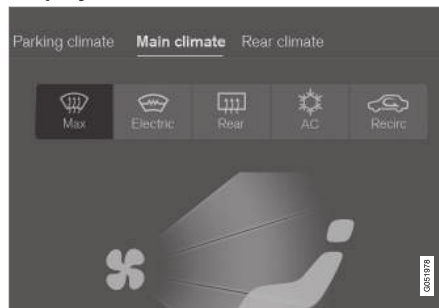 Parking climate Main climate Rear climate
Max Electric Rear AC Recirc
G051978